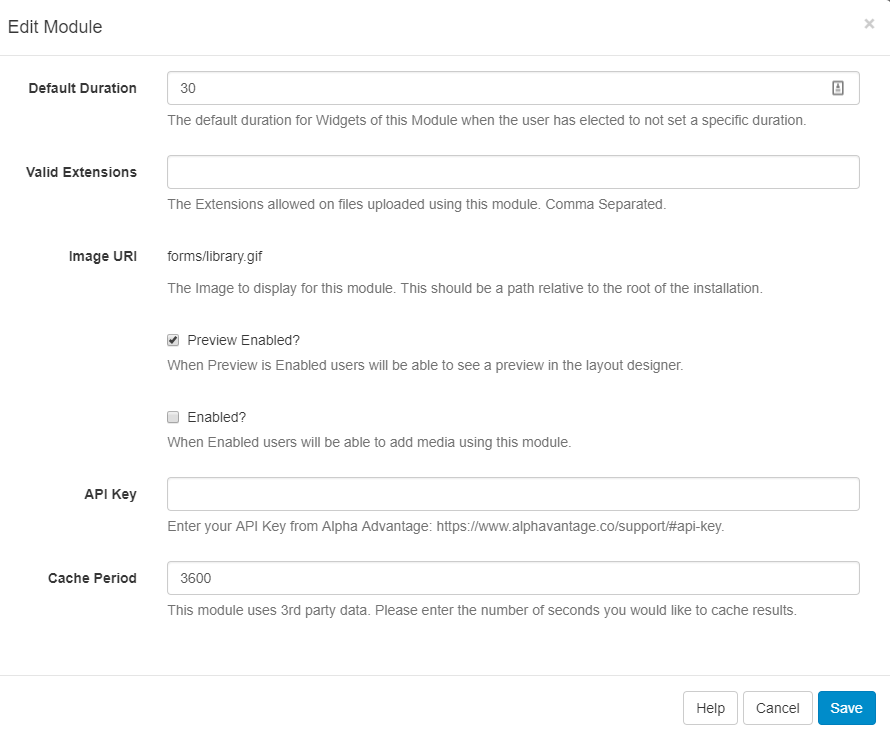 Edit Module
×
Default Duration
30
The default duration for Widgets of this Module when the user has elected to not set a specific duration.
Valid Extensions
The Extensions allowed on files uploaded using this module. Comma Separated.
Image URI
forms/library.gif
The Image to display for this module. This should be a path relative to the root of the installation.
Preview Enabled?
When Preview is Enabled users will be able to see a preview in the layout designer.
Enabled?
When Enabled users will be able to add media using this module.
API Key
Enter your API Key from Alpha Advantage: https://www.alphavantage.co/support/#api-key.
Cache Period
3600
This module uses 3rd party data. Please enter the number of seconds you would like to cache results.
Help
Cancel
Save